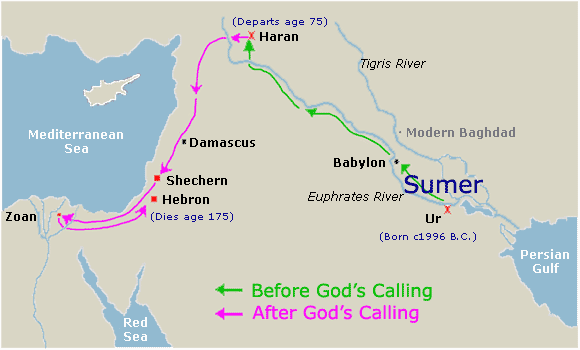 (Departs age 75)
Haran
Tigris River
Mediterranean
Sea
Modern Baghdad
Damascus
Babylon
Shechern
Sumer
Hebron
Euphrates River
Zoan
(Dies age 175)
Ur
(Born c1996 B.C.)
Persian
Gulf
Before God's Calling
After God's Calling
Red
Sea